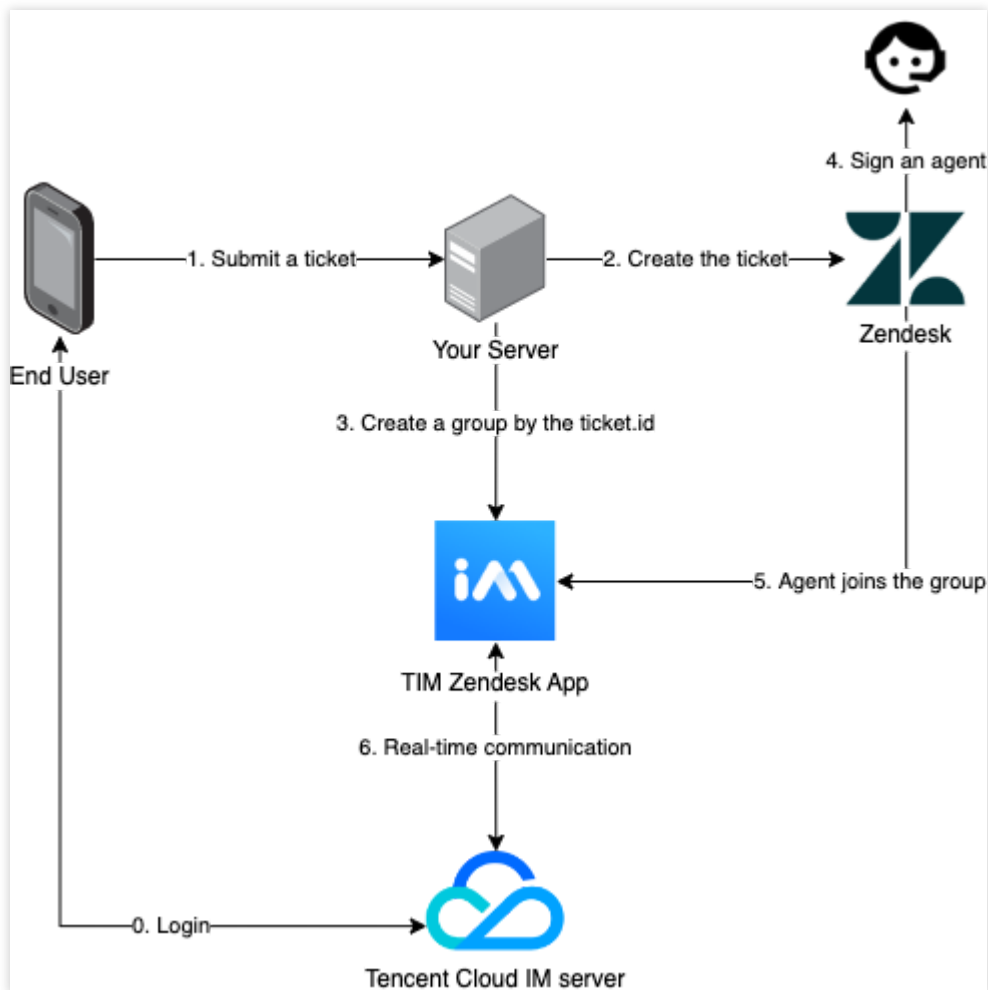 4. Sign an agent
1. Submit a ticket
2. Create the ticket
Zendesk
Your Server
End User
3. Create a group by the ticket.id
iM
5. Agent joins the group
TIM Zendesk App
6. Real-time communication
0. Login
Tencent Cloud IM server